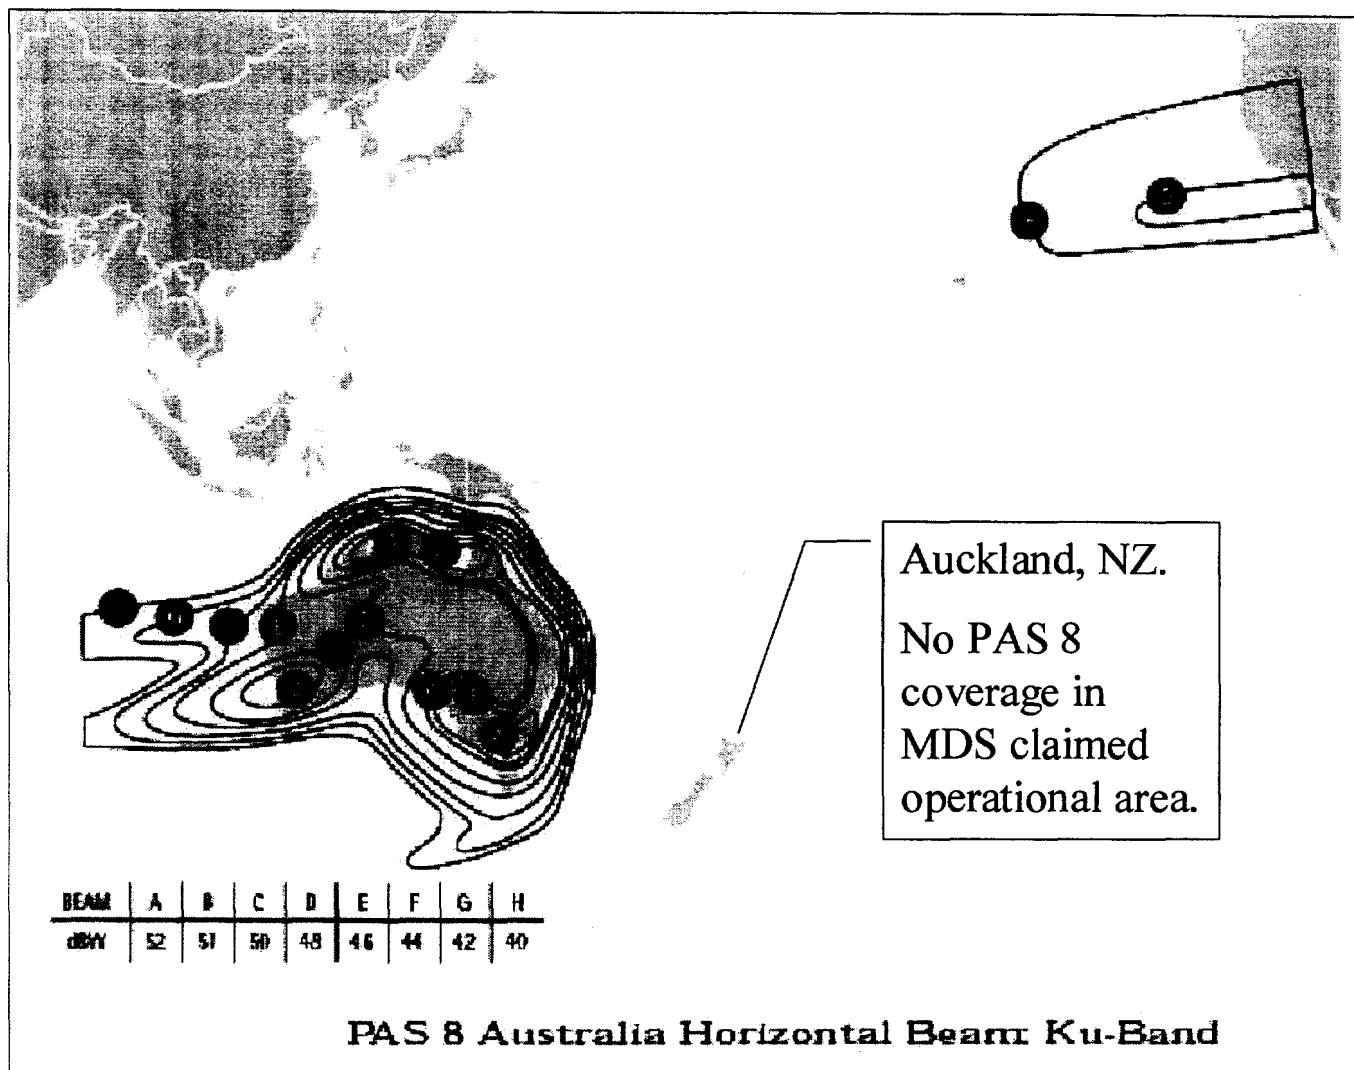 Auckland, NZ.
No PAS 8
coverage in
MDS claimed
operational area.
BEAM A B C D E F G H
dBW 52 51 50 48 46 44 42 40
PAS 8 Australia Horizontal Beam: Ku-Band